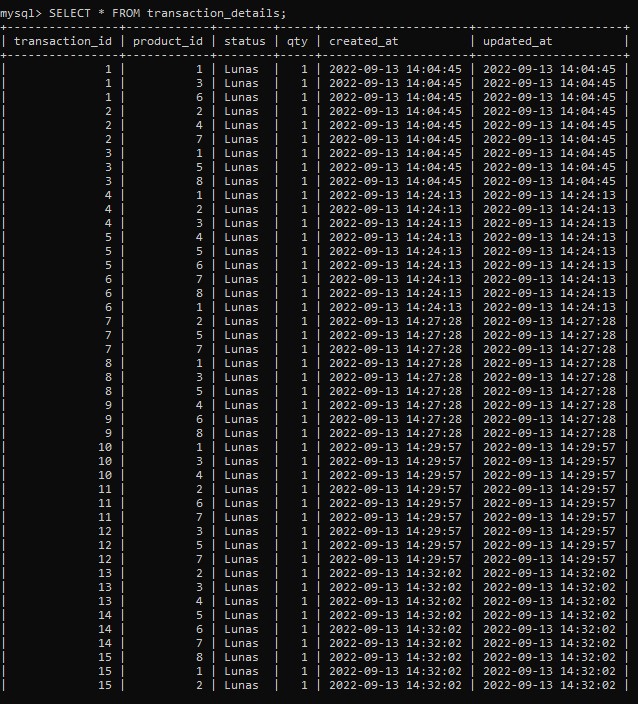 mysql> SELECT * FROM transaction_details;
+----------------+------------+--------+-----+---------------------+---------------------+
| transaction_id | product_id | status | qty | created_at | updated_at |
+----------------+------------+--------+-----+---------------------+---------------------+
| 1 | 1 | Lunas | 1 | 2022-09-13 14:04:45 | 2022-09-13 14:04:45 |
| 1 | 3 | Lunas | 1 | 2022-09-13 14:04:45 | 2022-09-13 14:04:45 |
| 1 | 6 | Lunas | 1 | 2022-09-13 14:04:45 | 2022-09-13 14:04:45 |
| 2 | 2 | Lunas | 1 | 2022-09-13 14:04:45 | 2022-09-13 14:04:45 |
| 2 | 4 | Lunas | 1 | 2022-09-13 14:04:45 | 2022-09-13 14:04:45 |
| 2 | 7 | Lunas | 1 | 2022-09-13 14:04:45 | 2022-09-13 14:04:45 |
| 3 | 1 | Lunas | 1 | 2022-09-13 14:04:45 | 2022-09-13 14:04:45 |
| 3 | 5 | Lunas | 1 | 2022-09-13 14:04:45 | 2022-09-13 14:04:45 |
| 3 | 8 | Lunas | 1 | 2022-09-13 14:04:45 | 2022-09-13 14:04:45 |
| 4 | 1 | Lunas | 1 | 2022-09-13 14:24:13 | 2022-09-13 14:24:13 |
| 4 | 2 | Lunas | 1 | 2022-09-13 14:24:13 | 2022-09-13 14:24:13 |
| 4 | 3 | Lunas | 1 | 2022-09-13 14:24:13 | 2022-09-13 14:24:13 |
| 5 | 4 | Lunas | 1 | 2022-09-13 14:24:13 | 2022-09-13 14:24:13 |
| 5 | 5 | Lunas | 1 | 2022-09-13 14:24:13 | 2022-09-13 14:24:13 |
| 5 | 6 | Lunas | 1 | 2022-09-13 14:24:13 | 2022-09-13 14:24:13 |
| 6 | 7 | Lunas | 1 | 2022-09-13 14:24:13 | 2022-09-13 14:24:13 |
| 6 | 8 | Lunas | 1 | 2022-09-13 14:24:13 | 2022-09-13 14:24:13 |
| 6 | 1 | Lunas | 1 | 2022-09-13 14:24:13 | 2022-09-13 14:24:13 |
| 7 | 2 | Lunas | 1 | 2022-09-13 14:27:28 | 2022-09-13 14:27:28 |
| 7 | 5 | Lunas | 1 | 2022-09-13 14:27:28 | 2022-09-13 14:27:28 |
| 7 | 7 | Lunas | 1 | 2022-09-13 14:27:28 | 2022-09-13 14:27:28 |
| 8 | 1 | Lunas | 1 | 2022-09-13 14:27:28 | 2022-09-13 14:27:28 |
| 8 | 3 | Lunas | 1 | 2022-09-13 14:27:28 | 2022-09-13 14:27:28 |
| 8 | 5 | Lunas | 1 | 2022-09-13 14:27:28 | 2022-09-13 14:27:28 |
| 9 | 4 | Lunas | 1 | 2022-09-13 14:27:28 | 2022-09-13 14:27:28 |
| 9 | 6 | Lunas | 1 | 2022-09-13 14:27:28 | 2022-09-13 14:27:28 |
| 9 | 8 | Lunas | 1 | 2022-09-13 14:27:28 | 2022-09-13 14:27:28 |
| 10 | 1 | Lunas | 1 | 2022-09-13 14:29:57 | 2022-09-13 14:29:57 |
| 10 | 3 | Lunas | 1 | 2022-09-13 14:29:57 | 2022-09-13 14:29:57 |
| 10 | 4 | Lunas | 1 | 2022-09-13 14:29:57 | 2022-09-13 14:29:57 |
| 11 | 2 | Lunas | 1 | 2022-09-13 14:29:57 | 2022-09-13 14:29:57 |
| 11 | 6 | Lunas | 1 | 2022-09-13 14:29:57 | 2022-09-13 14:29:57 |
| 11 | 7 | Lunas | 1 | 2022-09-13 14:29:57 | 2022-09-13 14:29:57 |
| 12 | 3 | Lunas | 1 | 2022-09-13 14:29:57 | 2022-09-13 14:29:57 |
| 12 | 5 | Lunas | 1 | 2022-09-13 14:29:57 | 2022-09-13 14:29:57 |
| 12 | 7 | Lunas | 1 | 2022-09-13 14:29:57 | 2022-09-13 14:29:57 |
| 13 | 2 | Lunas | 1 | 2022-09-13 14:32:02 | 2022-09-13 14:32:02 |
| 13 | 3 | Lunas | 1 | 2022-09-13 14:32:02 | 2022-09-13 14:32:02 |
| 13 | 4 | Lunas | 1 | 2022-09-13 14:32:02 | 2022-09-13 14:32:02 |
| 14 | 5 | Lunas | 1 | 2022-09-13 14:32:02 | 2022-09-13 14:32:02 |
| 14 | 6 | Lunas | 1 | 2022-09-13 14:32:02 | 2022-09-13 14:32:02 |
| 14 | 7 | Lunas | 1 | 2022-09-13 14:32:02 | 2022-09-13 14:32:02 |
| 15 | 8 | Lunas | 1 | 2022-09-13 14:32:02 | 2022-09-13 14:32:02 |
| 15 | 1 | Lunas | 1 | 2022-09-13 14:32:02 | 2022-09-13 14:32:02 |
| 15 | 2 | Lunas | 1 | 2022-09-13 14:32:02 | 2022-09-13 14:32:02 |